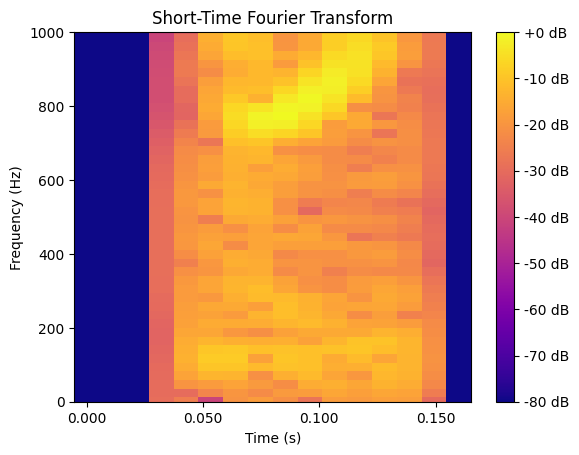 Short-Time Fourier Transform
1000
800
600
400
200
0
Frequency (Hz)
0.000
0.050
0.100
0.150
Time (s)
+0 dB
-10 dB
-20 dB
-30 dB
-40 dB
-50 dB
-60 dB
-70 dB
-80 dB